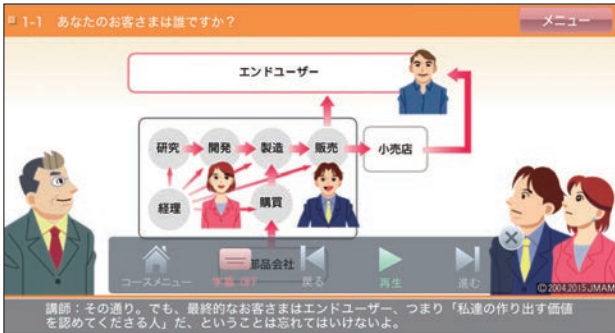 1-1 あなたのお客さまは誰ですか？
メニュー
エンドユーザー
研究
開発
製造
販売
小売店
経理
購買
部品会社
コースメニュー
字幕 OFF
戻る
再生
進む
©2004,2015 JMAM
講師：その通り。でも、最終的なお客さまはエンドユーザー、つまり「私達の作り出す価値
を認めてくださる人」だ、ということは忘れてはいけないよ。